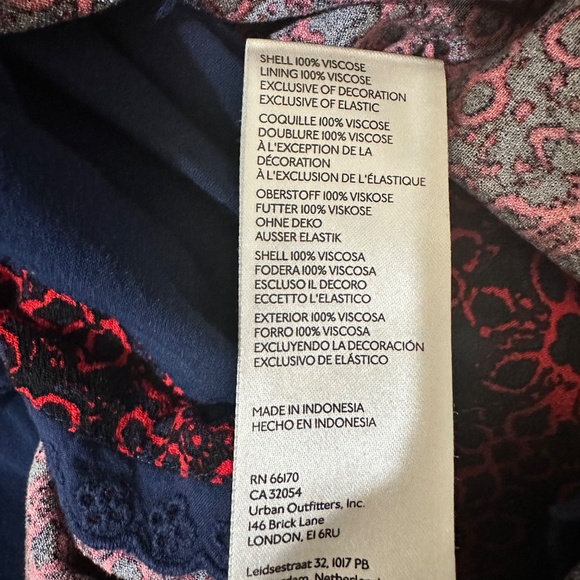 SHELL 100% VISCOSE
LINING 100% VISCOSE
EXCLUSIVE OF DECORATION
EXCLUSIVE OF ELASTIC
COQUILLE 100% VISCOSE
DOUBLURE 100% VISCOSE
À L'EXCEPTION DE LA
DÉCORATION
À L'EXCLUSION DE L'ÉLASTIQUE
OBERSTOFF 100% VISKOSE
FUTTER 100% VISKOSE
OHNE DEKO
AUSSER ELASTIK
SHELL 100% VISCOSA
FODERA 100% VISCOSA
ESCLUSO IL DECORO
ECCETTO L'ELASTICO
EXTERIOR 100% VISCOSA
FORRO 100% VISCOSA
EXCLUYENDO LA DECORACIÓN
EXCLUSIVO DE ELÁSTICO
MADE IN INDONESIA
HECHO EN INDONESIA
RN 66170
CA 32054
Urban Outfitters, Inc.
146 Brick Lane
LONDON, E1 6RU
Leidsestraat 32, 1017 PB